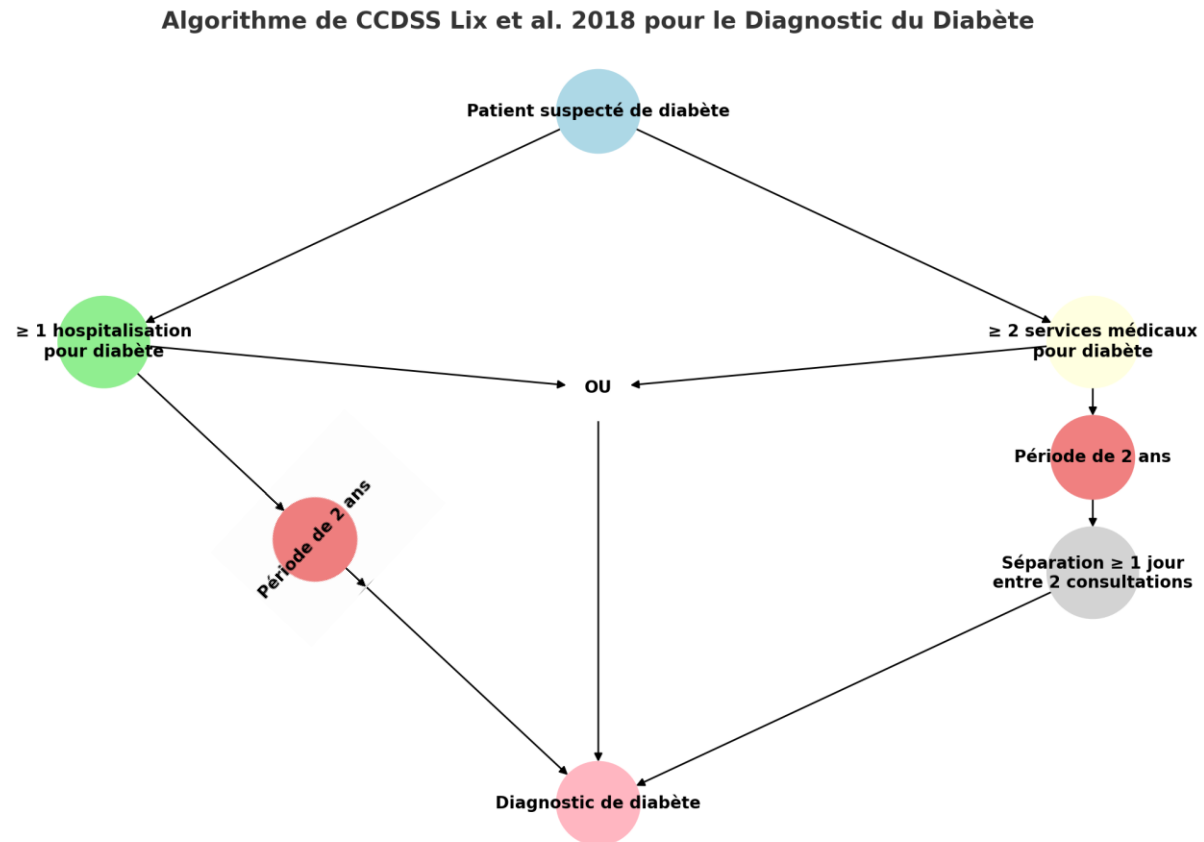 Algorithme de CCDSS Lix et al. 2018 pour le Diagnostic du Diabète
Patient suspecté de diabète
≥ 1 hospitalisation
pour diabète
≥ 2 services médicaux
pour diabète
OU
Période de 2 ans
Période de 2 ans
Séparation ≥ 1 jour
entre 2 consultations
Diagnostic de diabète